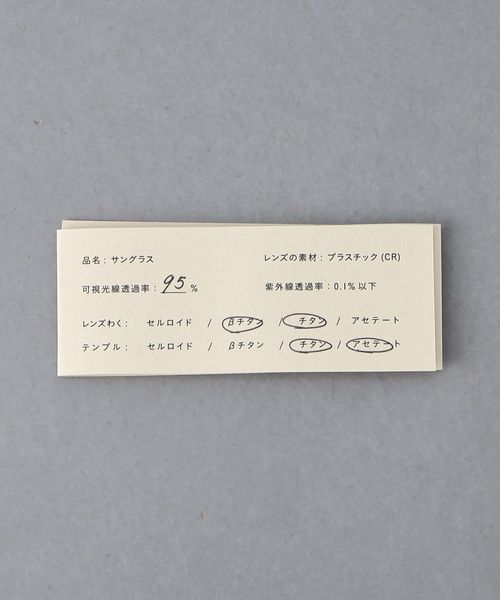 品名：サングラス レンズの素材：プラスチック(CR)
可視光線透過率：95% 紫外線透過率：0.1%以下
レンズわく： セルロイド / βチタン / チタン / アセテート
テンプル： セルロイド / βチタン / チタン / アセテート